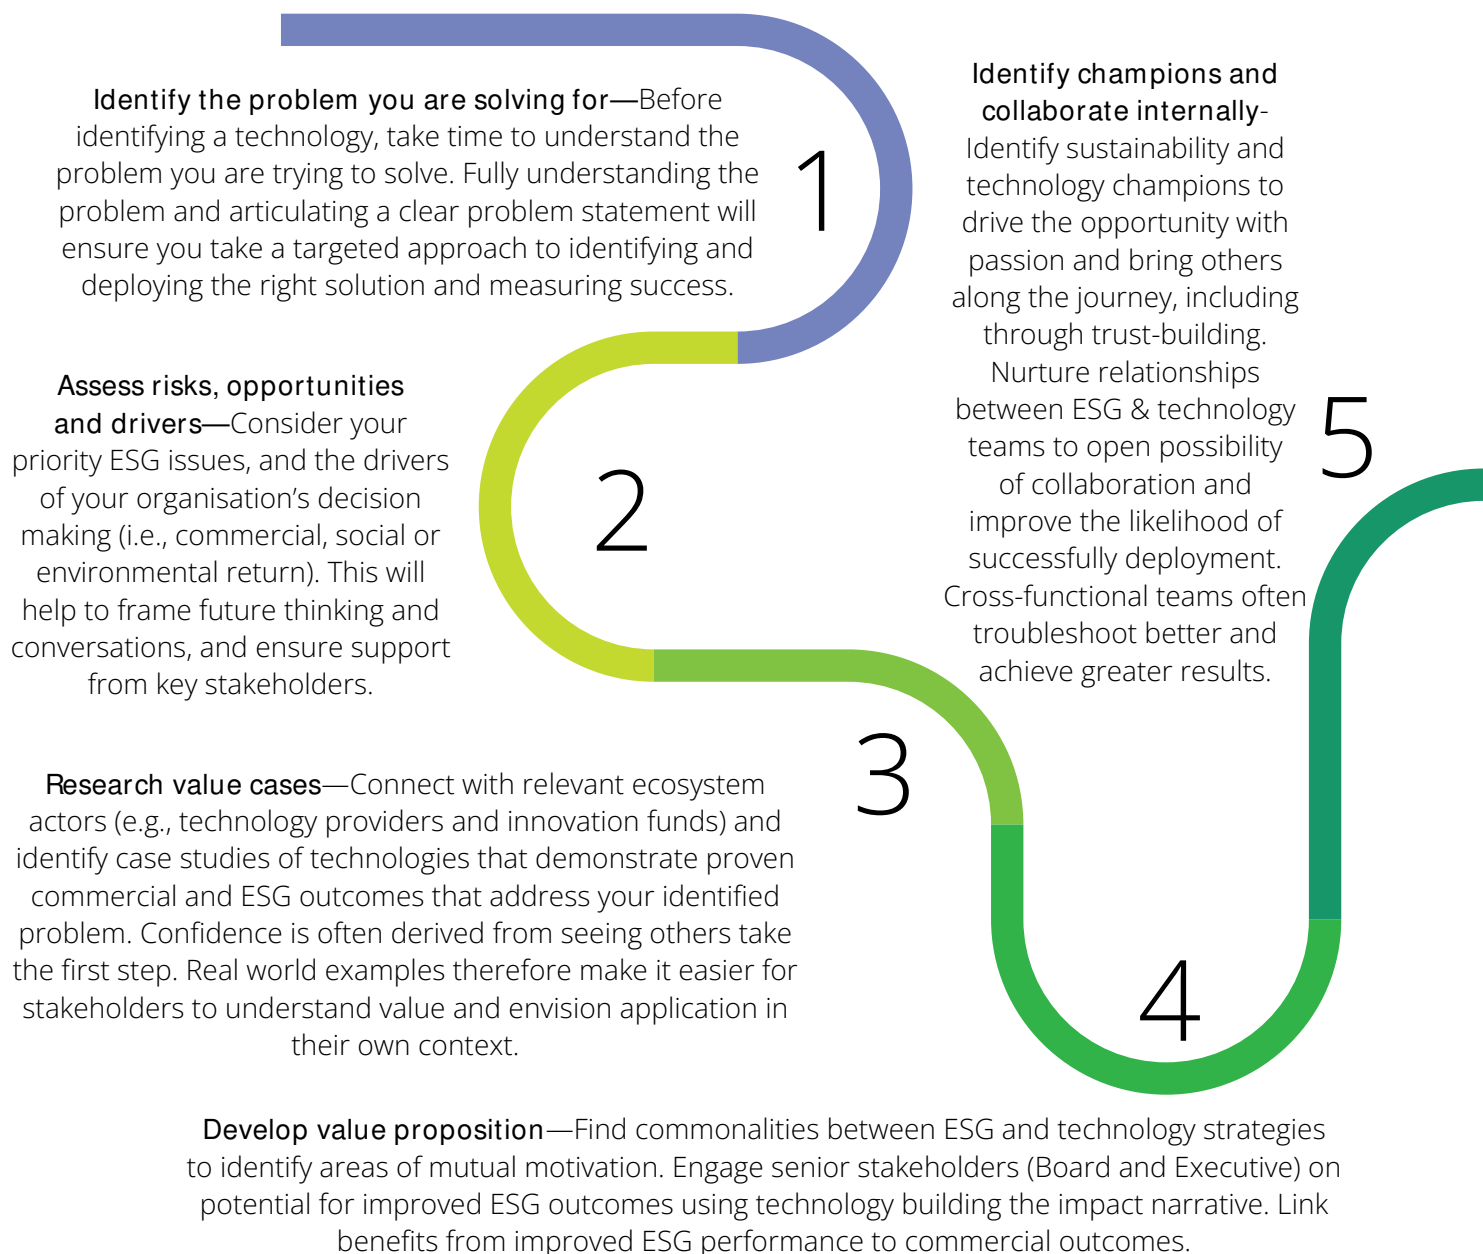 Identify the problem you are solving for—Before
identifying a technology, take time to understand the
problem you are trying to solve. Fully understanding the
problem and articulating a clear problem statement will
ensure you take a targeted approach to identifying and
deploying the right solution and measuring success.
1
Assess risks, opportunities
and drivers—Consider your
priority ESG issues, and the drivers
of your organisation’s decision
making (i.e., commercial, social or
environmental return). This will
help to frame future thinking and
conversations, and ensure support
from key stakeholders.
2
Research value cases—Connect with relevant ecosystem
actors (e.g., technology providers and innovation funds) and
identify case studies of technologies that demonstrate proven
commercial and ESG outcomes that address your identified
problem. Confidence is often derived from seeing others take
the first step. Real world examples therefore make it easier for
stakeholders to understand value and envision application in
their own context.
3
Develop value proposition—Find commonalities between ESG and technology strategies
to identify areas of mutual motivation. Engage senior stakeholders (Board and Executive) on
potential for improved ESG outcomes using technology building the impact narrative. Link
benefits from improved ESG performance to commercial outcomes.
4
Identify champions and
collaborate internally-
Identify sustainability and
technology champions to
drive the opportunity with
passion and bring others
along the journey, including
through trust-building.
Nurture relationships
between ESG & technology
teams to open possibility
of collaboration and
improve the likelihood of
successfully deployment.
Cross-functional teams often
troubleshoot better and
achieve greater results.
5